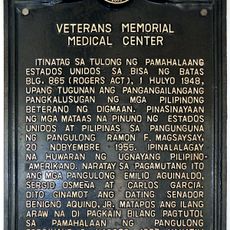 VETERANS MEMORIAL
MEDICAL CENTER
ITINATAG SA TULONG NG PAMAHALAANG
ESTADOS UNIDOS SA BISA NG BATAS
BLG. 865 (ROGERS ACT), 1 HULYO 1948,
UPANG TUGUNAN ANG PANGANGAILANGANG
PANGKALUSUGAN NG MGA PILIPINONG
BETERANO NG DIGMAAN. PINASINAYAAN
NG MGA MATAAS NA PINUNO NG ESTADOS
UNIDOS AT PILIPINAS SA PANGUNGUNA
NG PANGULONG RAMON F. MAGSAYSAY,
20 NOBYEMBRE 1955. IPINALALAGAY
NA HUWARAN NG UGNAYANG PILIPINO-
AMERIKANO. NARATAY SA PAGAMUTANG ITO
ANG MGA PANGULONG EMILIO AGUINALDO,
SERGIO OSMEÑA AT CARLOS GARCIA.
DITO GINAMOT ANG DATING SENADOR
BENIGNO AQUINO, JR. MATAPOS ANG ILANG
ARAW NA DI PAGKAIN BILANG PAGTUTOL
SA PAMAHALAAN NG PANGULONG